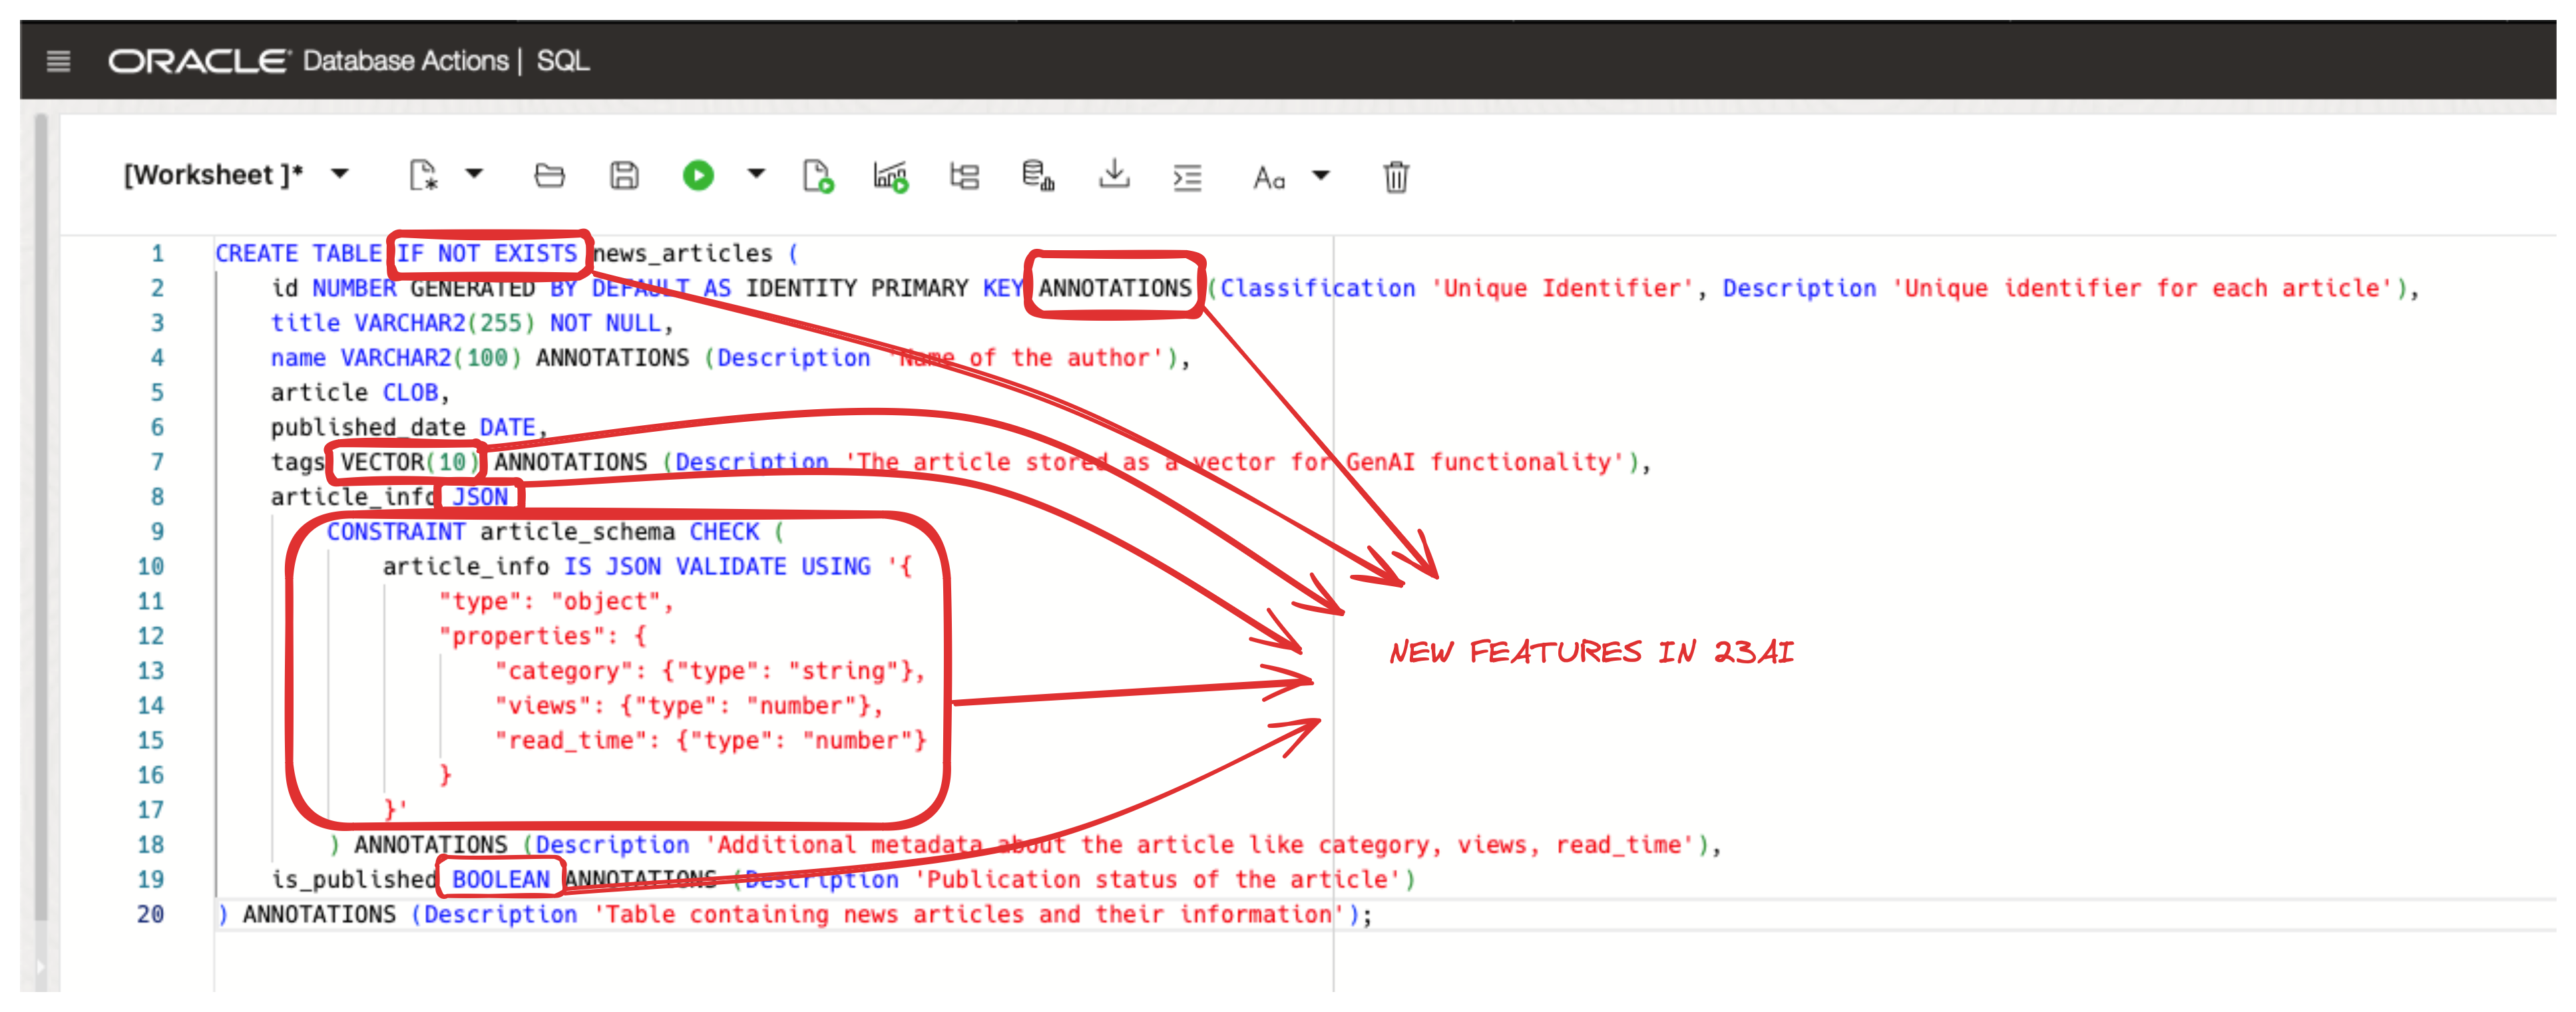 ORACLE Database Actions | SQL
[Worksheet ]* Aa
1 CREATE TABLE IF NOT EXISTS news_articles (
2 id NUMBER GENERATED BY DEFAULT AS IDENTITY PRIMARY KEY ANNOTATIONS (Classification 'Unique Identifier', Description 'Unique identifier for each article'),
3 title VARCHAR2(255) NOT NULL,
4 name VARCHAR2(100) ANNOTATIONS (Description 'Name of the author'),
5 article CLOB,
6 published_date DATE,
7 tags VECTOR(10) ANNOTATIONS (Description 'The article stored as a vector for GenAI functionality'),
8 article_info JSON
9 CONSTRAINT article_schema CHECK (
10 article_info IS JSON VALIDATE USING '{
11 "type": "object",
12 "properties": {
13 "category": {"type": "string"},
14 "views": {"type": "number"},
15 "read_time": {"type": "number"}
16 }
17 }'
18 ) ANNOTATIONS (Description 'Additional metadata about the article like category, views, read_time'),
19 is_published BOOLEAN ANNOTATIONS (Description 'Publication status of the article')
20 ) ANNOTATIONS (Description 'Table containing news articles and their information');
NEW FEATURES IN 23AI